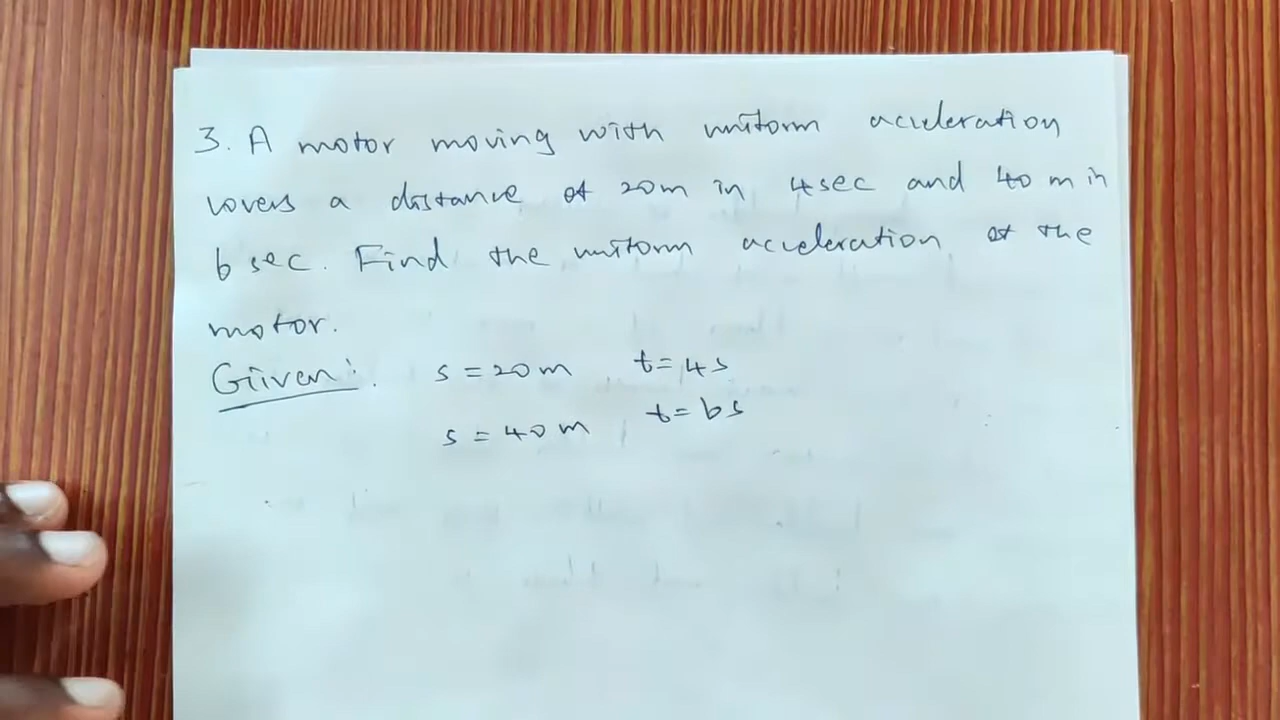 3. A motor moving with uniform acceleration
covers a distance of 20m in 4sec and 40 m in
6 sec. Find the uniform acceleration of the
motor.
Given:. s = 20m t = 4s
s = 40 m t = 6s